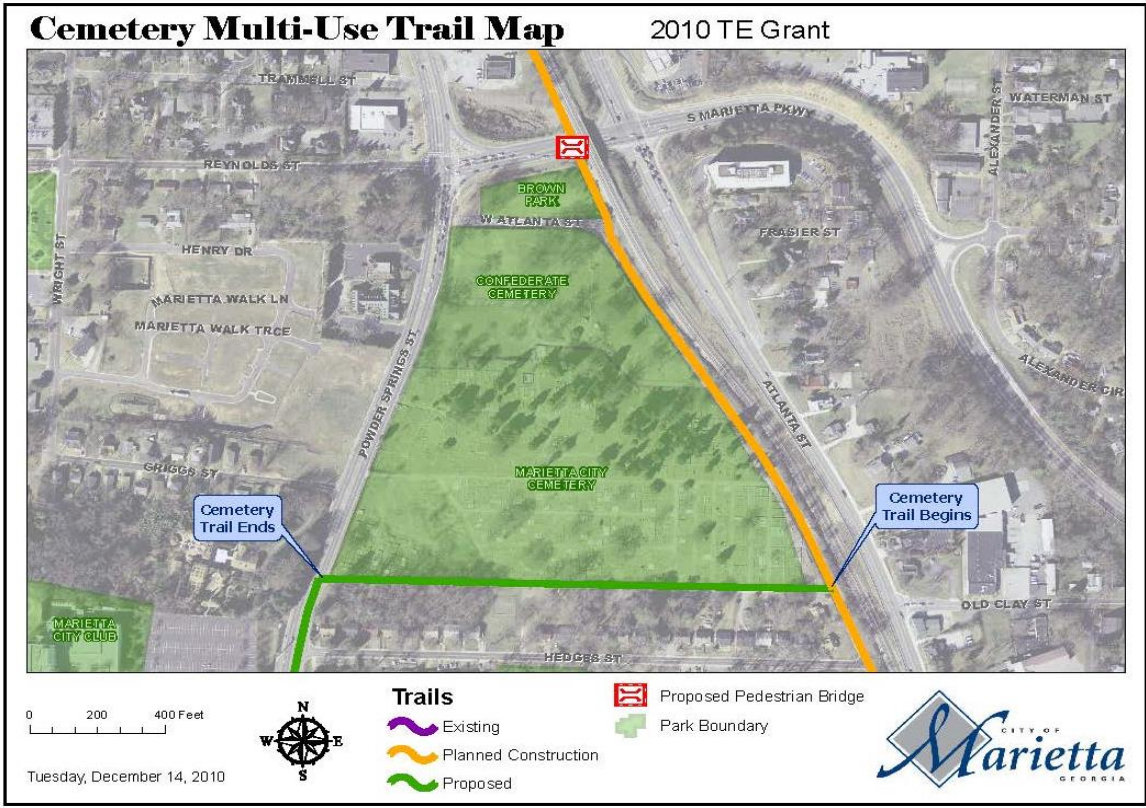 Cemetery Multi-Use Trail Map
2010 TE Grant
TRAMMELL ST
WATERMAN ST
ALEXANDER ST
S MARIETTA PKWY
REYNOLDS ST
BROWN
PARK
W ATLANTA ST
FRASIER ST
WRIGHT ST
HENRY DR
CONFEDERATE
CEMETERY
MARIETTA WALK LN
MARIETTA WALK TRCE
POWDER SPRINGS ST
ATLANTA ST
ALEXANDER CIR
GRIGGS ST
MARIETTA CITY
CEMETERY
Cemetery
Trail Ends
Cemetery
Trail Begins
OLD CLAY ST
MARIETTA
CITY CLUB
HEDGES ST
0 200 400 Feet
Tuesday, December 14, 2010
N
W E
S
Trails
Existing
Planned Construction
Proposed
Proposed Pedestrian Bridge
Park Boundary
CITY OF
Marietta
GEORGIA